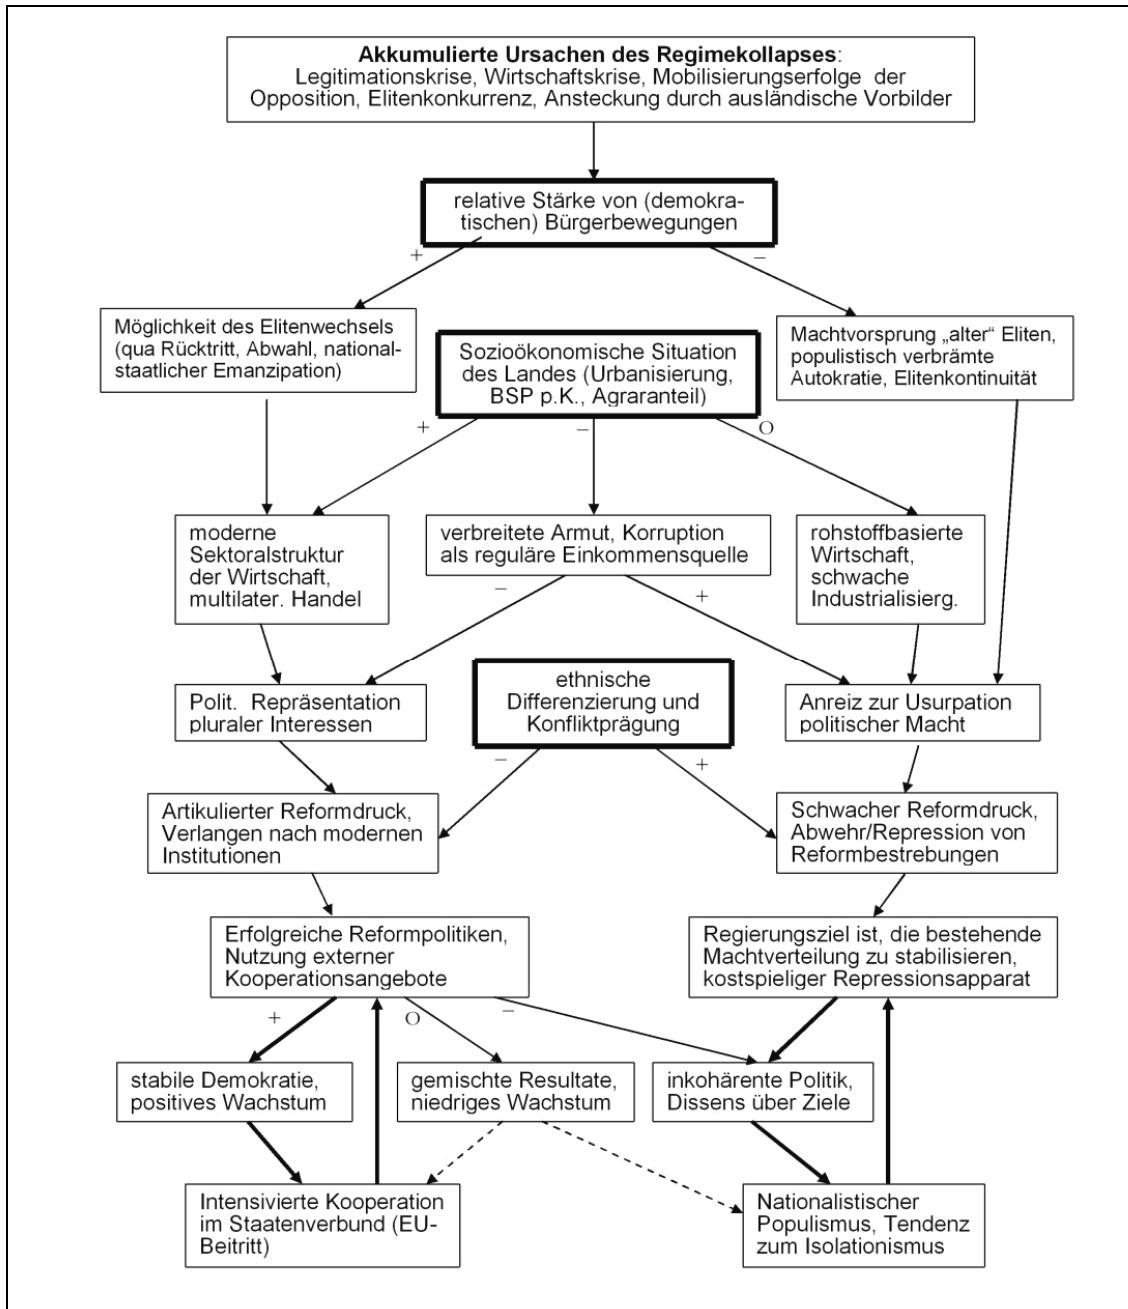 Akkumulierte Ursachen des Regimekollapses:
Legitimationskrise, Wirtschaftskrise, Mobilisierungserfolge der
Opposition, Elitenkonkurrenz, Ansteckung durch ausländische Vorbilder
relative Stärke von (demokra-
tischen) Bürgerbewegungen
+
–
Möglichkeit des Elitenwechsels
(qua Rücktritt, Abwahl, national-
staatlicher Emanzipation)
Sozioökonomische Situation
des Landes (Urbanisierung,
BSP p.K., Agraranteil)
Machtvorsprung „alter“ Eliten,
populistisch verbrämte
Autokratie, Elitenkontinuität
+
–
O
moderne
Sektoralstruktur
der Wirtschaft,
multilater. Handel
verbreitete Armut, Korruption
als reguläre Einkommensquelle
rohstoffbasierte
Wirtschaft,
schwache
Industrialisierg.
–
+
Polit. Repräsentation
pluraler Interessen
ethnische
Differenzierung und
Konfliktprägung
Anreiz zur Usurpation
politischer Macht
–
+
Artikulierter Reformdruck,
Verlangen nach modernen
Institutionen
Schwacher Reformdruck,
Abwehr/Repression von
Reformbestrebungen
Erfolgreiche Reformpolitiken,
Nutzung externer
Kooperationsangebote
Regierungsziel ist, die bestehende
Machtverteilung zu stabilisieren,
kostspieliger Repressionsapparat
+
O
–
stabile Demokratie,
positives Wachstum
gemischte Resultate,
niedriges Wachstum
inkohärente Politik,
Dissens über Ziele
Intensivierte Kooperation
im Staatenverbund (EU-
Beitritt)
Nationalistischer
Populismus, Tendenz
zum Isolationismus